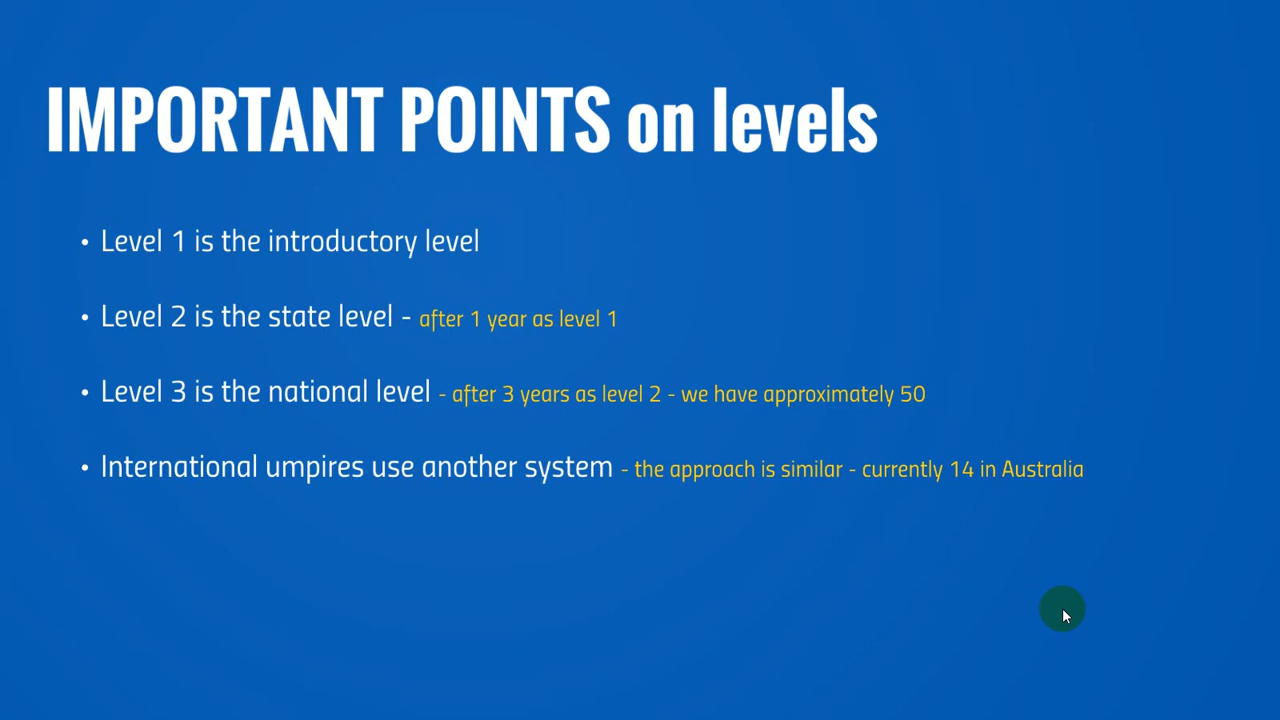 IMPORTANT POINTS on levels
• Level 1 is the introductory level
• Level 2 is the state level - after 1 year as level 1
• Level 3 is the national level - after 3 years as level 2 - we have approximately 50
• International umpires use another system - the approach is similar - currently 14 in Australia